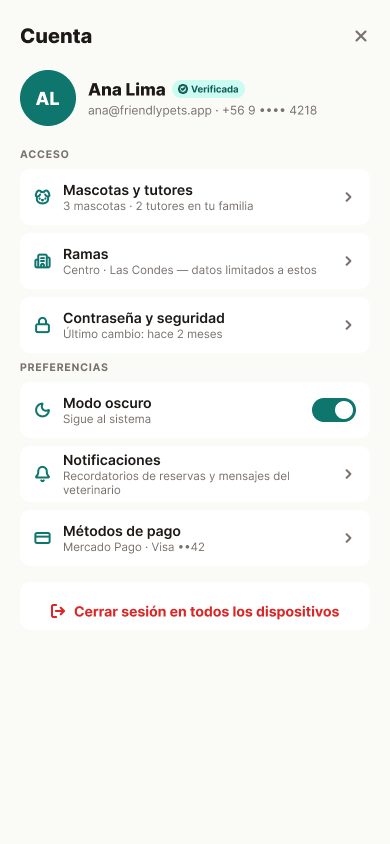 Cuenta
AL
Ana Lima
Verificada
ana@friendlypets.app · +56 9 •••• 4218
ACCESO
Mascotas y tutores
3 mascotas · 2 tutores en tu familia
Ramas
Centro · Las Condes — datos limitados a estos
Contraseña y seguridad
Último cambio: hace 2 meses
PREFERENCIAS
Modo oscuro
Sigue al sistema
Notificaciones
Recordatorios de reservas y mensajes del
veterinario
Métodos de pago
Mercado Pago · Visa ••42
Cerrar sesión en todos los dispositivos